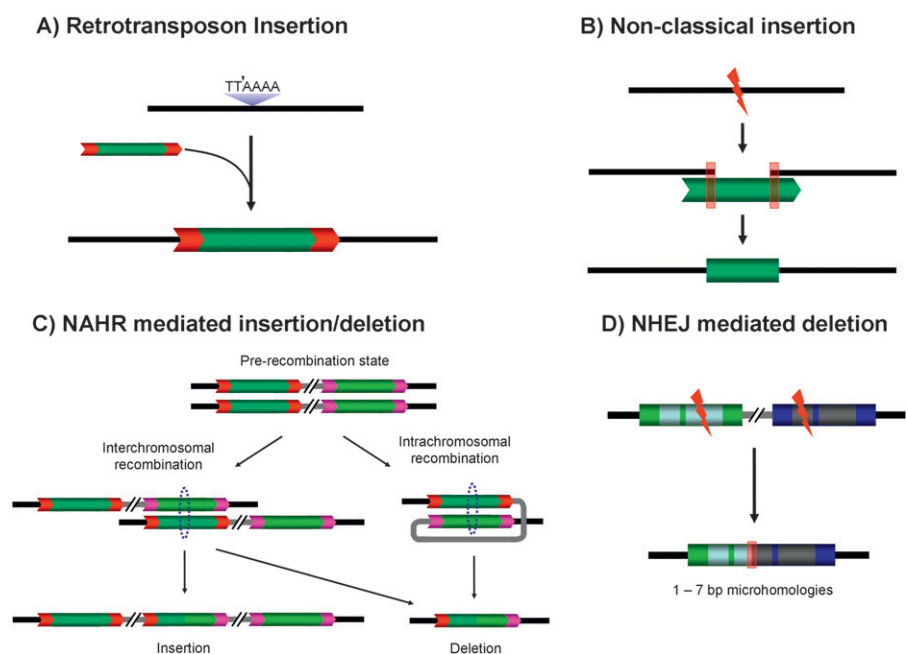 A) Retrotransposon Insertion
TT'AAAA
B) Non-classical insertion
C) NAHR mediated insertion/deletion
Pre-recombination state
Interchromosomal
recombination
Intrachromosomal
recombination
Insertion
Deletion
D) NHEJ mediated deletion
1 – 7 bp microhomologies